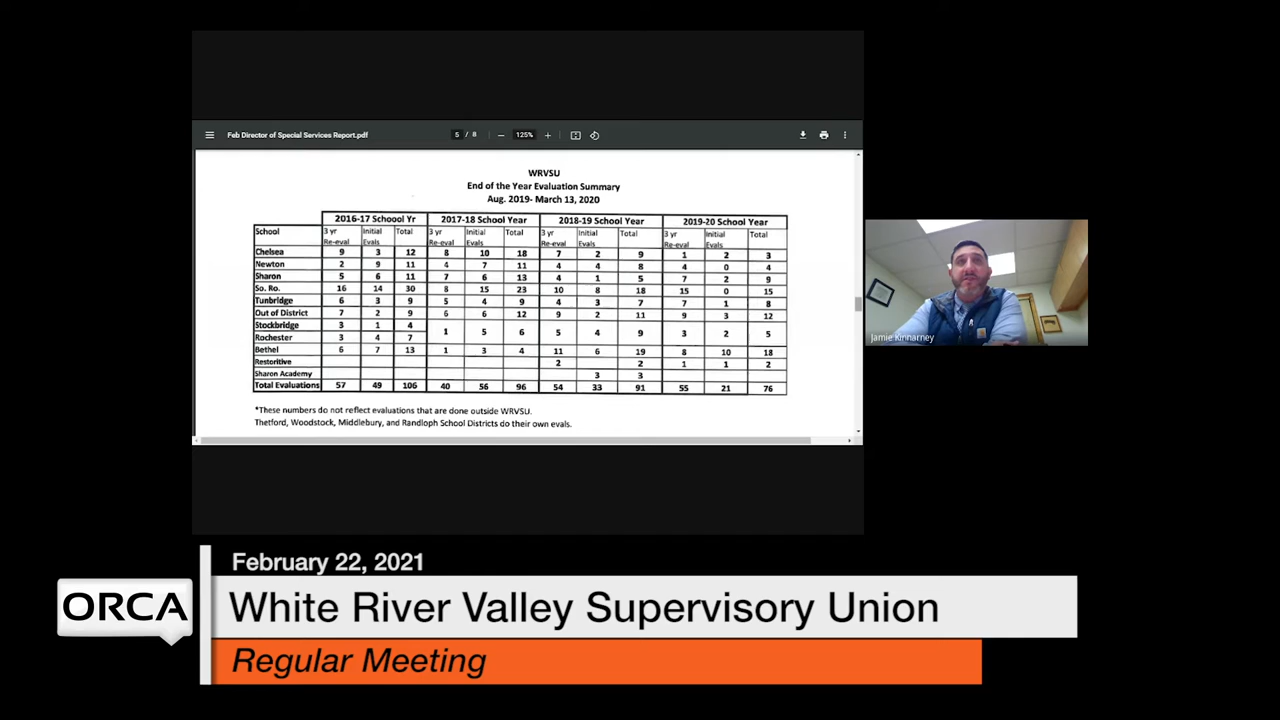 Feb Director of Special Services Report.pdf 5 / 8 125%
WRVSU
End of the Year Evaluation Summary
Aug. 2019- March 13, 2020
2016-17 Schoool Yr 2017-18 School Year 2018-19 School Year 2019-20 School Year
School 3 yr Re-eval Initial Evals Total 3 yr Re-eval Initial Evals Total 3 yr Re-eval Initial Evals Total 3 yr Re-eval Initial Evals Total
Chelsea 9 3 12 8 10 18 7 2 9 1 2 3
Newton 2 9 11 4 7 11 4 4 8 4 0 4
Sharon 5 6 11 7 6 13 4 1 5 7 2 9
So. Ro. 16 14 30 8 15 23 10 8 18 15 0 15
Tunbridge 6 3 9 5 4 9 4 3 7 7 1 8
Out of District 7 2 9 6 6 12 9 2 11 9 3 12
Stockbridge 3 1 4 1 5 6 5 4 9 3 2 5
Rochester 3 4 7
Bethel 6 7 13 1 3 4 11 6 19 8 10 18
Restoritive 2 2 1 1 2
Sharon Academy 3 3
Total Evaluations 57 49 106 40 56 96 54 33 91 55 21 76
*These numbers do not reflect evaluations that are done outside WRVSU.
Thetford, Woodstock, Middlebury, and Randloph School Districts do their own evals.
Jamie Kinnarney
February 22, 2021
ORCA
White River Valley Supervisory Union
Regular Meeting